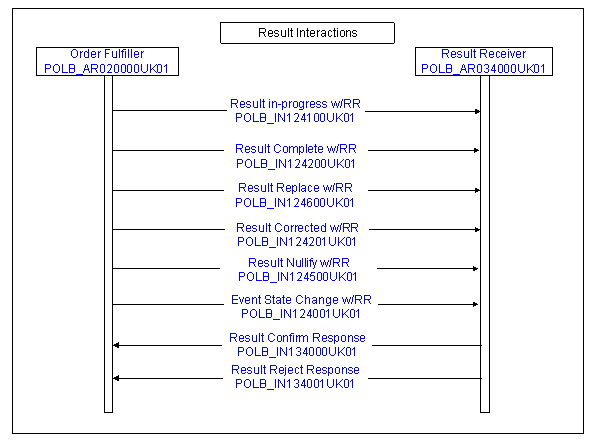 Result Interactions
Order Fulfiller
POLB_AR020000UK01
Result Receiver
POLB_AR034000UK01
Result in-progress w/RR
POLB_IN124100UK01
Result Complete w/RR
POLB_IN124200UK01
Result Replace w/RR
POLB_IN124600UK01
Result Corrected w/RR
POLB_IN124201UK01
Result Nullify w/RR
POLB_IN124500UK01
Event State Change w/RR
POLB_IN124001UK01
Result Confirm Response
POLB_IN134000UK01
Result Reject Response
POLB_IN134001UK01